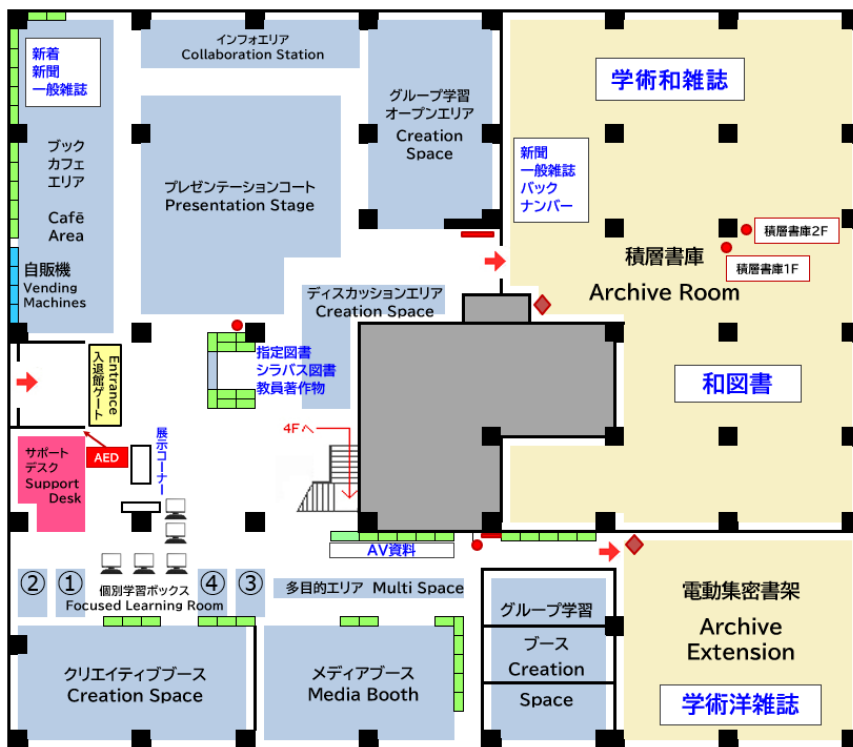 新着
新聞
一般雑誌
インフォエリア
Collaboration Station
グループ学習
オープンエリア
Creation
Space
学術和雑誌
ブック
カフェ
エリア
Cafē
Area
プレゼンテーションコート
Presentation Stage
新聞
一般雑誌
バック
ナンバー
積層書庫2F
積層書庫1F
積層書庫
Archive Room
自販機
Vending
Machines
ディスカッションエリア
Creation Space
指定図書
シラバス図書
教員著作物
和図書
Entrance
入退館ゲート
サポート
デスク
Support
Desk
AED
展示コーナー
4Fへ
AV資料
②
①
個別学習ボックス
Focused Learning Room
④
③
多目的エリア Multi Space
グループ学習
ブース
Creation
Space
電動集密書架
Archive
Extension
学術洋雑誌
クリエイティブブース
Creation Space
メディアブース
Media Booth